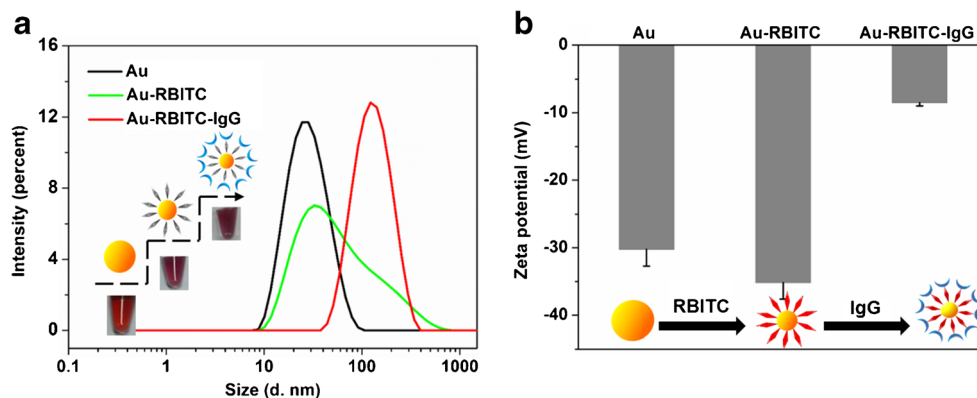 a
16
12
8
4
0
Intensity (percent)
Au
Au-RBITC
Au-RBITC-IgG
0.1
1
10
100
1000
Size (d. nm)
b
Au
Au-RBITC
Au-RBITC-IgG
0
-10
-20
-30
-40
Zeta potential (mV)
RBITC
IgG